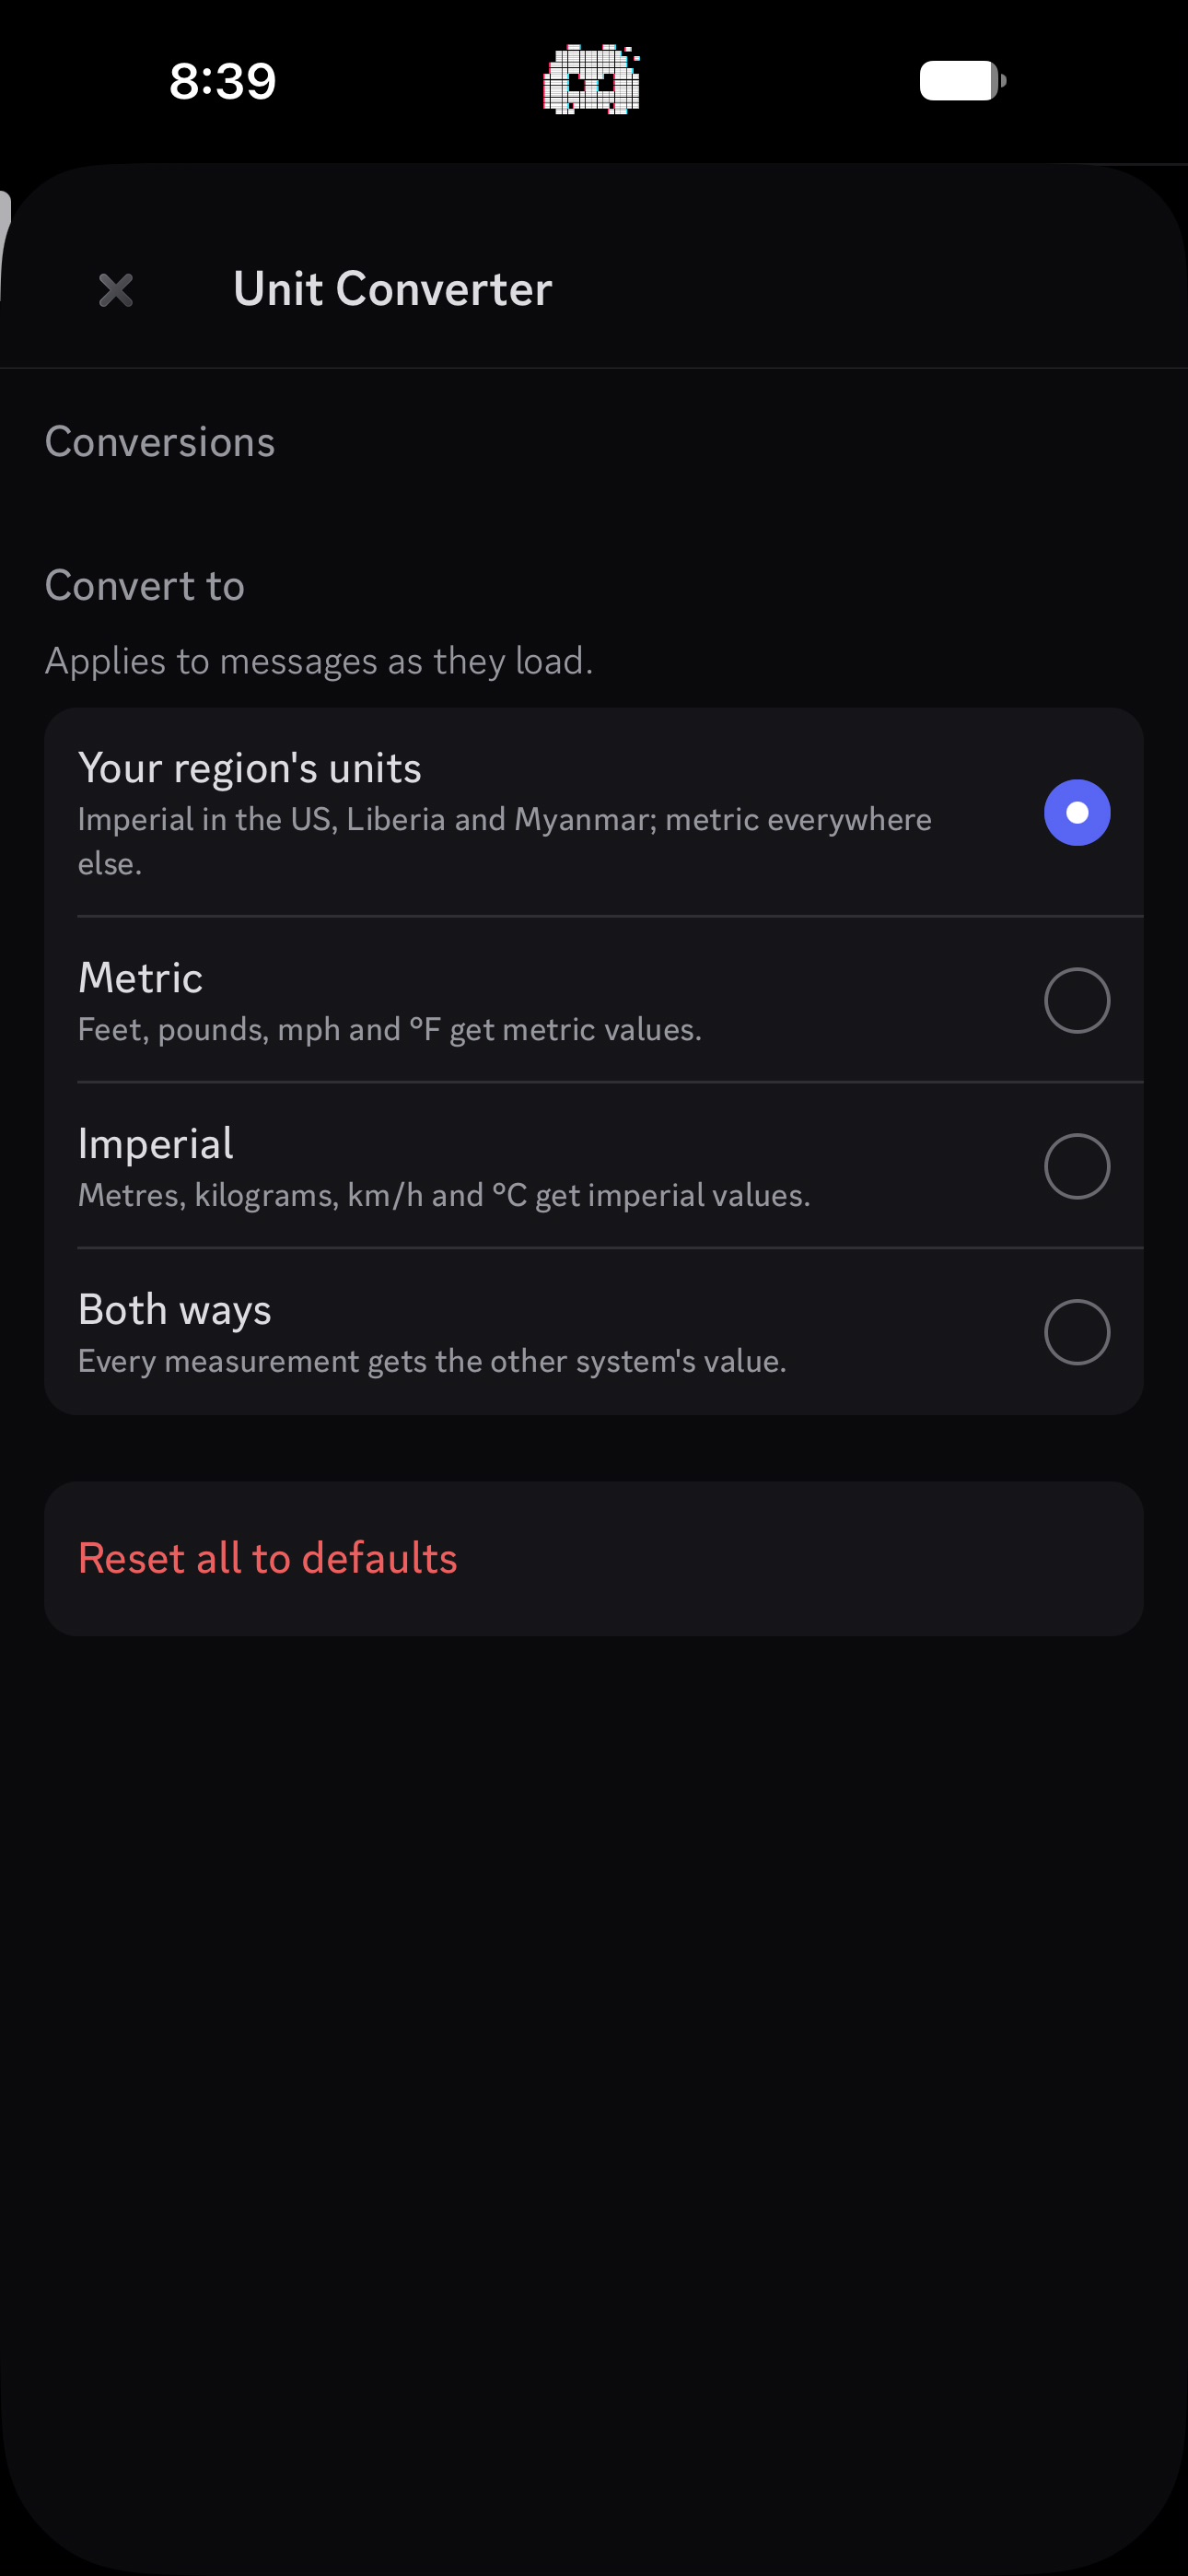 8:39
Unit Converter
Conversions
Convert to
Applies to messages as they load.
Your region's units
Imperial in the US, Liberia and Myanmar; metric everywhere
else.
Metric
Feet, pounds, mph and °F get metric values.
Imperial
Metres, kilograms, km/h and °C get imperial values.
Both ways
Every measurement gets the other system's value.
Reset all to defaults